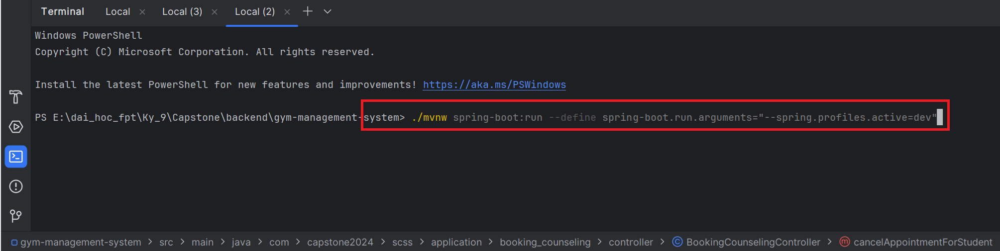 Terminal Local Local (3) Local (2)
Windows PowerShell
Copyright (C) Microsoft Corporation. All rights reserved.
Install the latest PowerShell for new features and improvements! https://aka.ms/PSWindows
PS E:\dai_hoc_fpt\Ky_9\Capstone\backend\gym-management-system> ./mvnw spring-boot:run --define spring-boot.run.arguments="--spring.profiles.active=dev"
gym-management-system > src > main > java > com > capstone2024 > scss > application > booking_counseling > controller > BookingCounselingController > cancelAppointmentForStudent